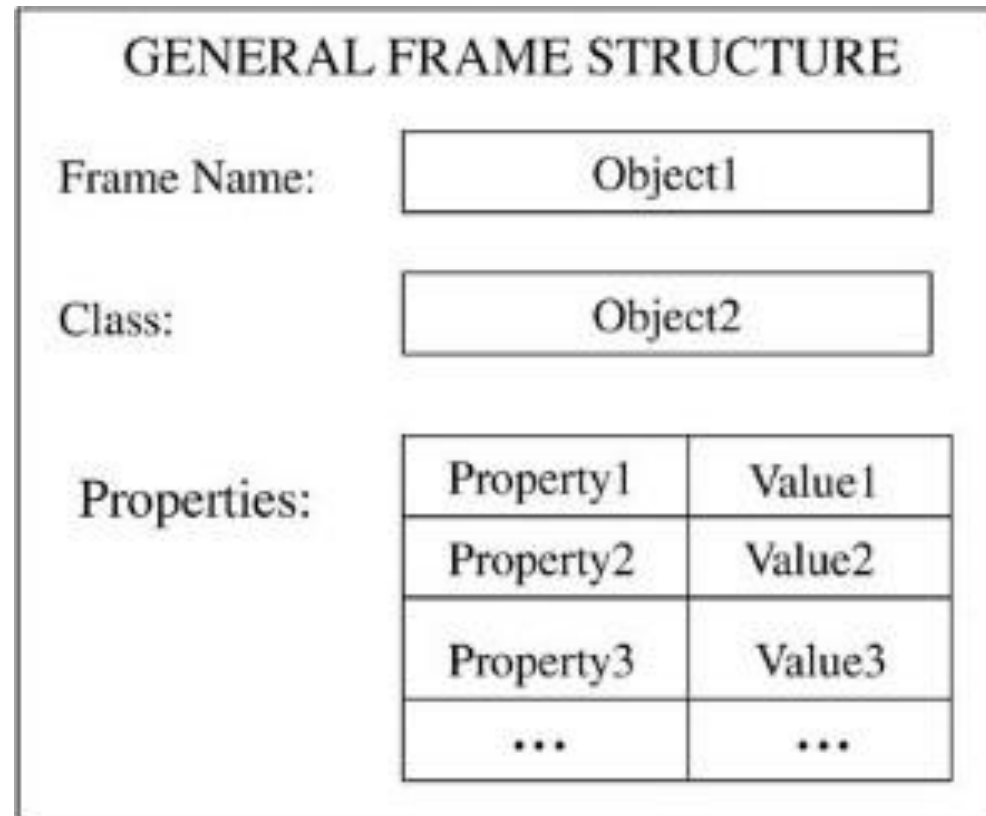 GENERAL FRAME STRUCTURE
Frame Name: Object1
Class: Object2
Properties: Property1 Value1
Property2 Value2
Property3 Value3
... ...